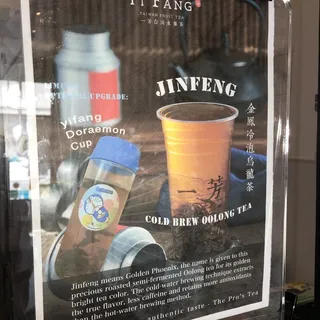 YIFANG
TAIWAN FRUIT TEA
一芳台灣水果茶
UPGRADE:
yifang
Doraemon
Cup
JINFENG
金鳳冷泡烏龍茶
一芳
COLD BREW OOLONG TEA
Jinfeng means Golden Phoenix, the name is given to this
precious roasted semi-fermented Oolong tea for its golden
bright tea color. The cold-water brewing technique extracts
the true flavor, less caffeine and retains more antioxidants
than the hot-water brewing method.
authentic taste - The Pro's Tea